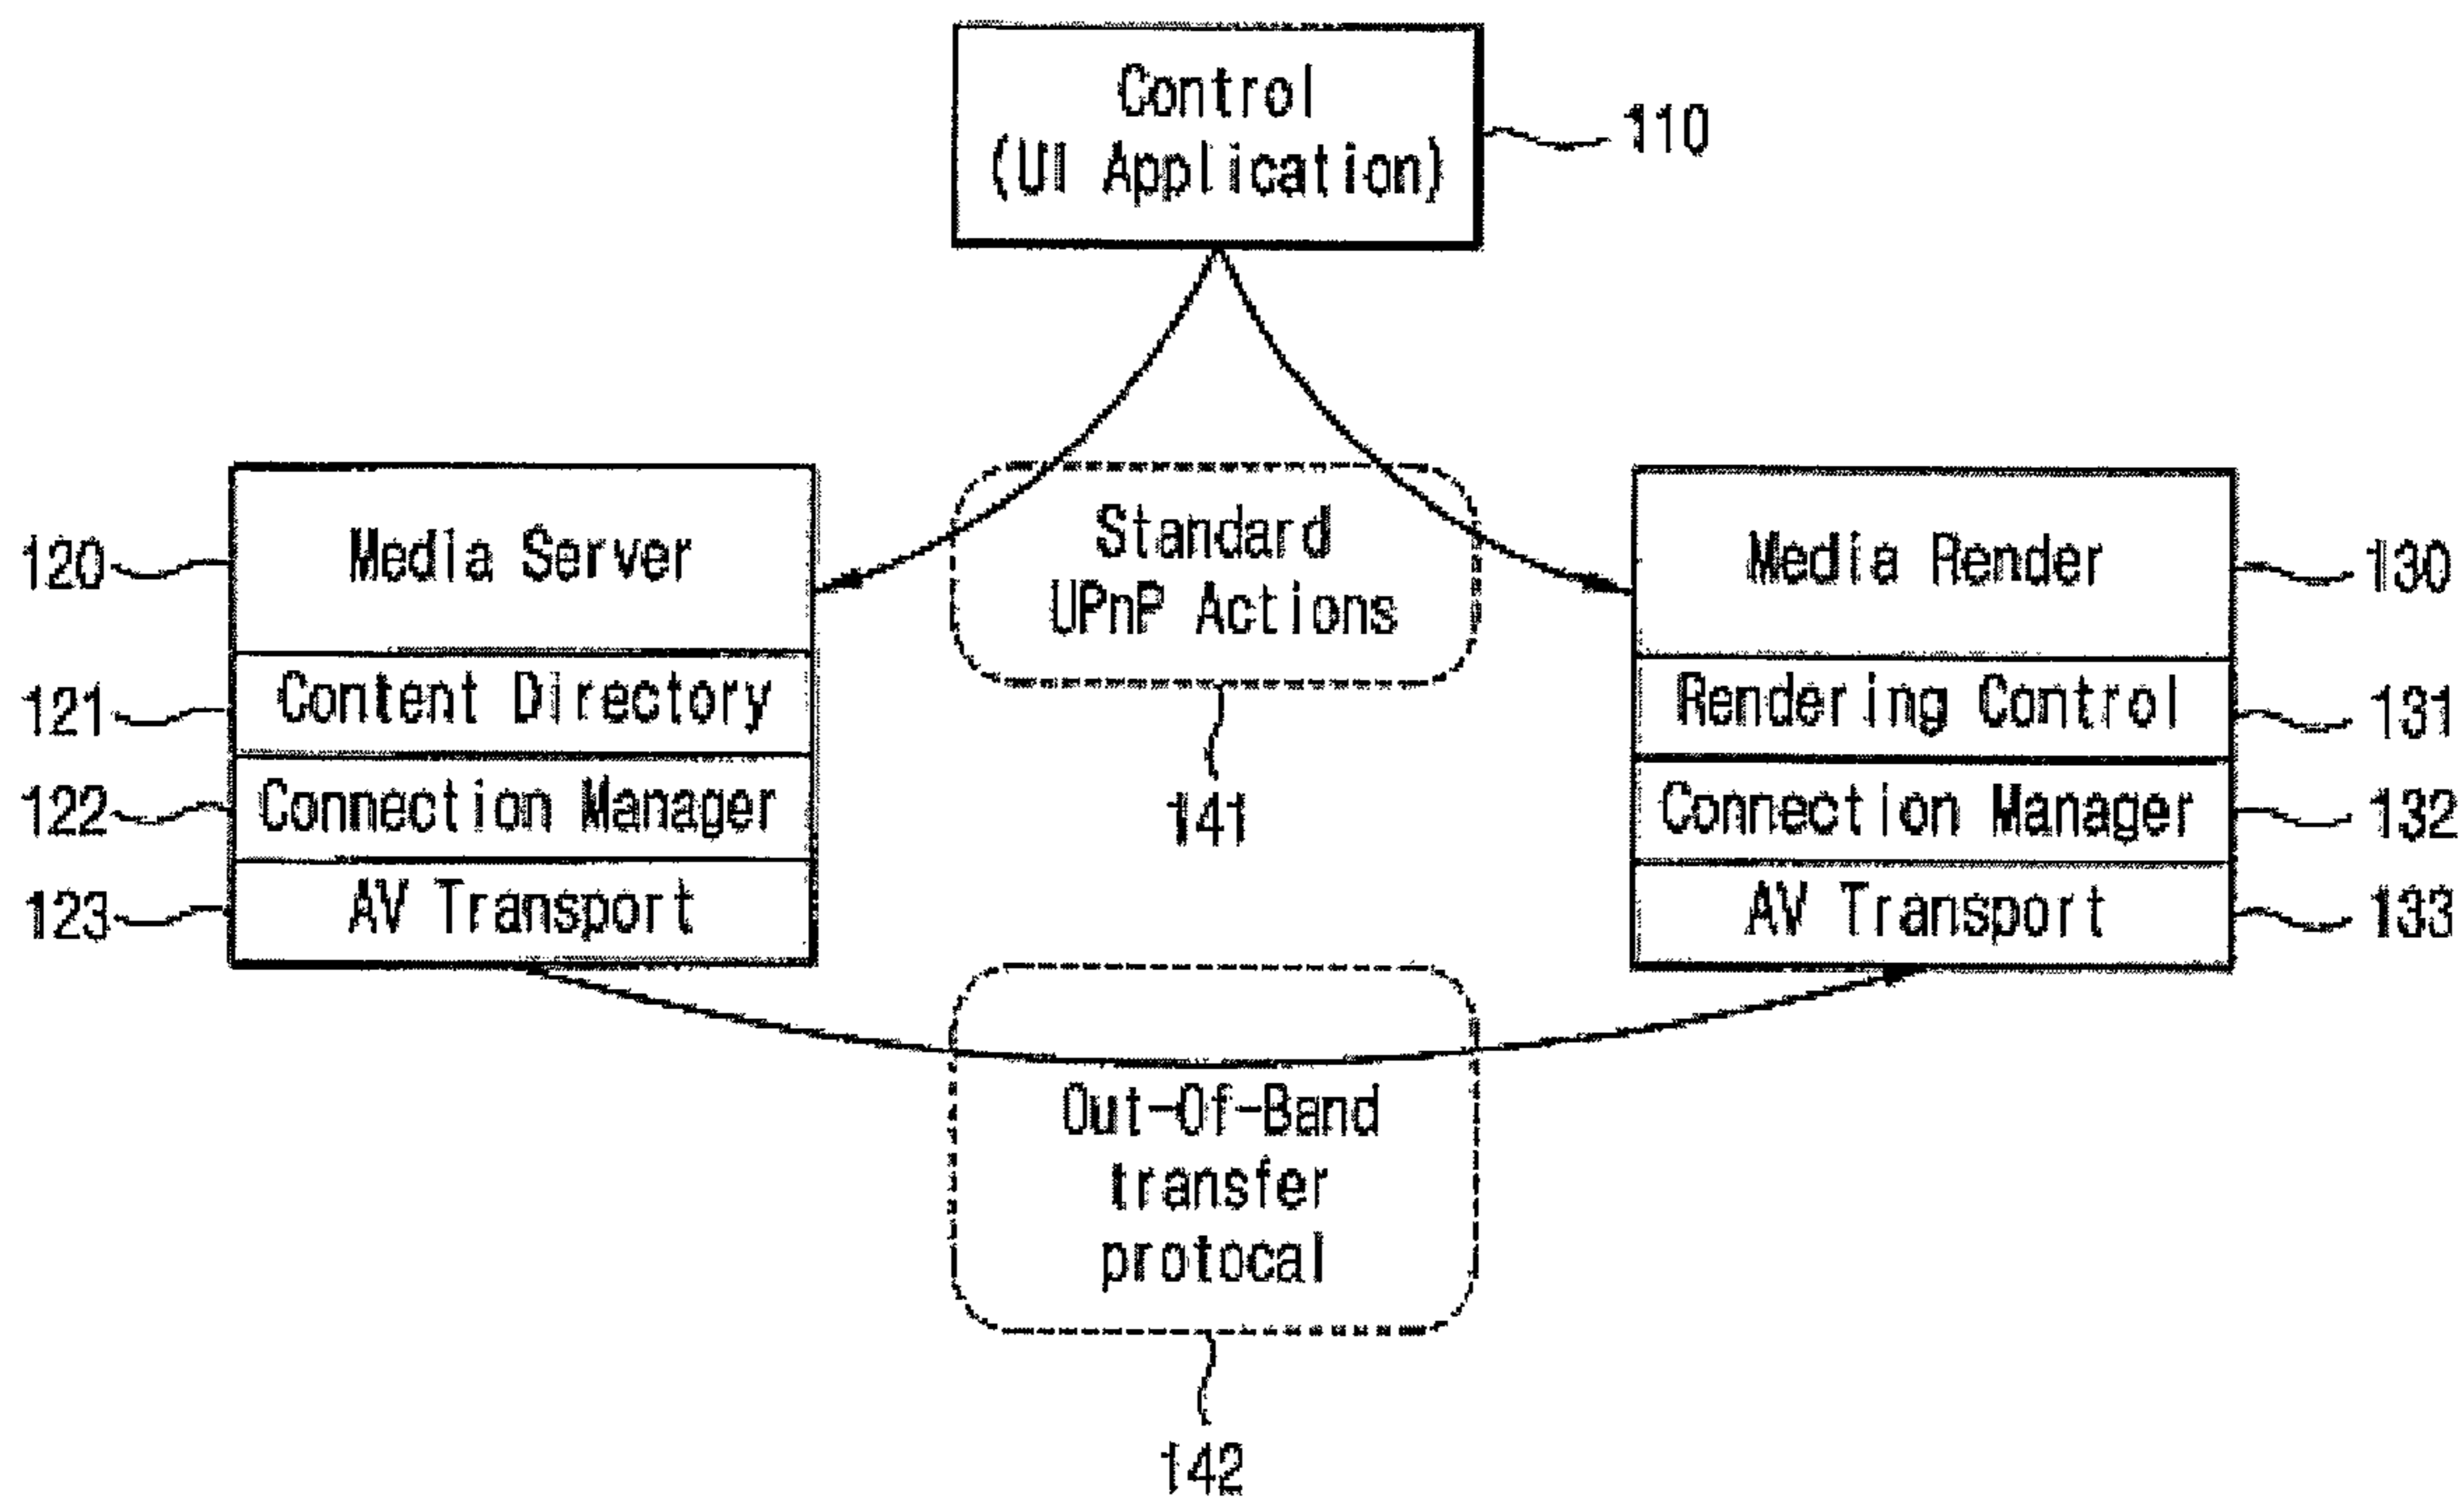 Control
(UI Application)
110
120
Media Server
Standard
UPnP Actions
Media Render
130
121
Content Directory
Rendering Control
131
122
Connection Manager
141
Connection Manager
132
123
AV Transport
AV Transport
133
Out-Of-Band
transfer
protocal
142